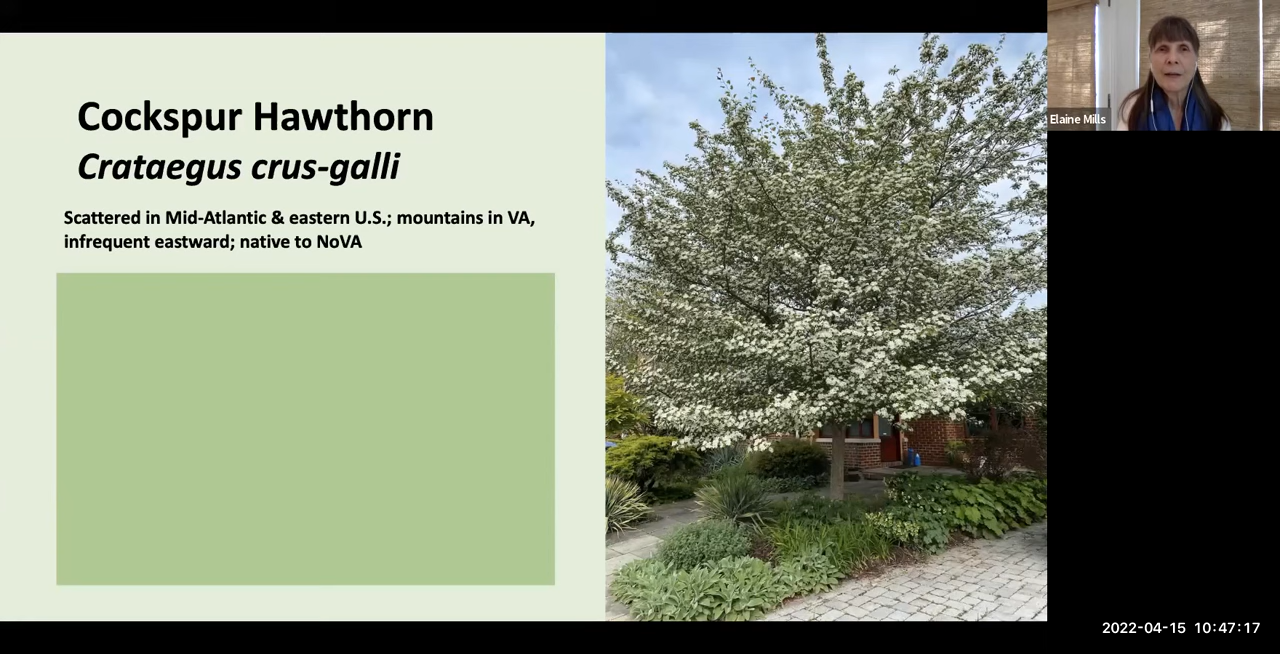 Cockspur Hawthorn
Crataegus crus-galli
Scattered in Mid-Atlantic & eastern U.S.; mountains in VA,
infrequent eastward; native to NoVA
Elaine Mills
2022-04-15 10:47:17